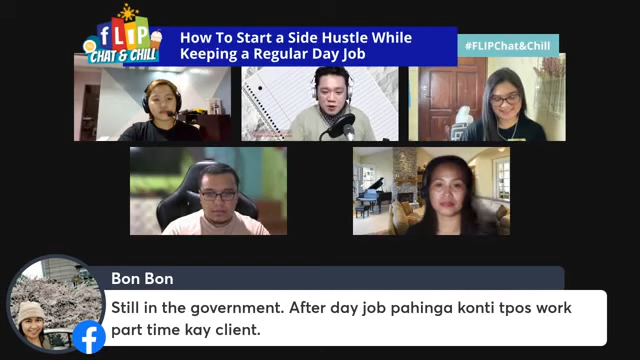 FLIP
CHAT & CHILL
How To Start a Side Hustle While
Keeping a Regular Day Job
#FLIPChat&Chill
Bon Bon
Still in the government. After day job pahinga konti tpos work
part time kay client.